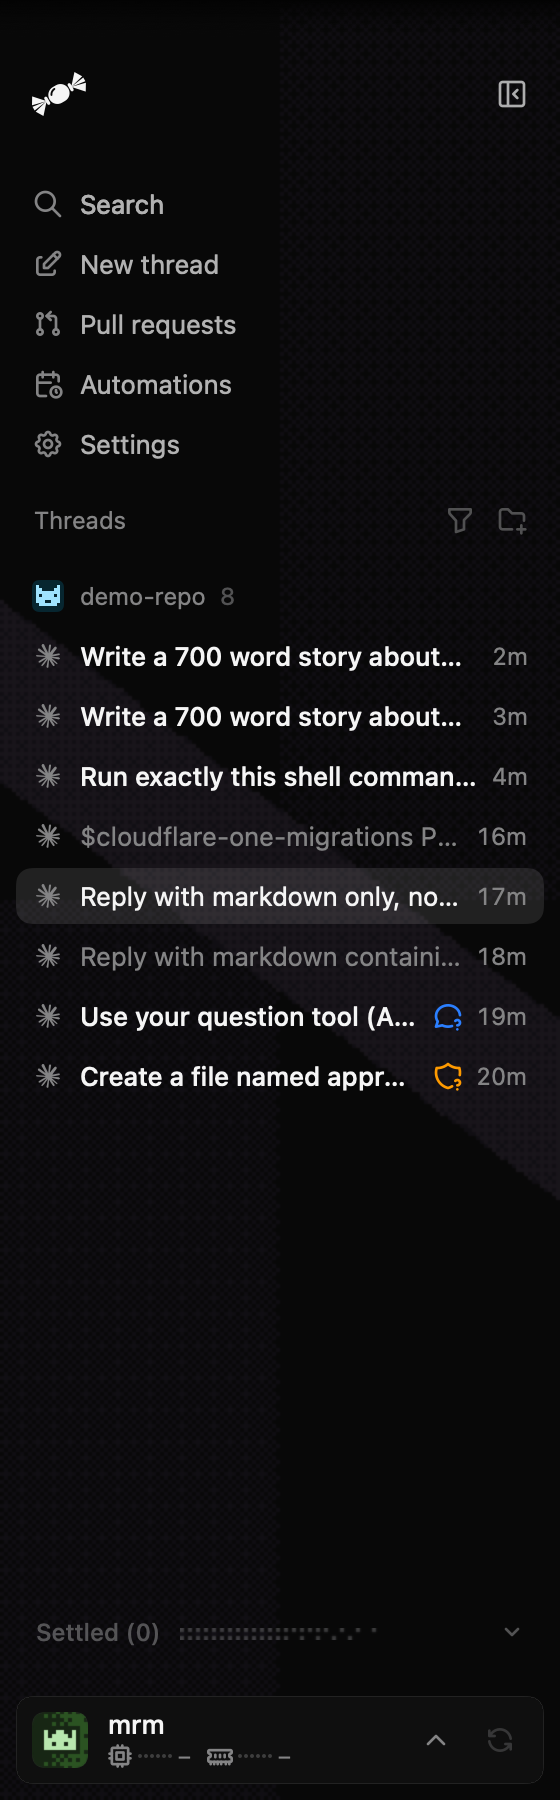 Search
New thread
Pull requests
Automations
Settings
Threads
demo-repo 8
Write a 700 word story about... 2m
Write a 700 word story about... 3m
Run exactly this shell comman... 4m
$cloudflare-one-migrations P... 16m
Reply with markdown only, no... 17m
Reply with markdown containi... 18m
Use your question tool (A... 19m
Create a file named appr... 20m
Settled (0)
mrm
– –